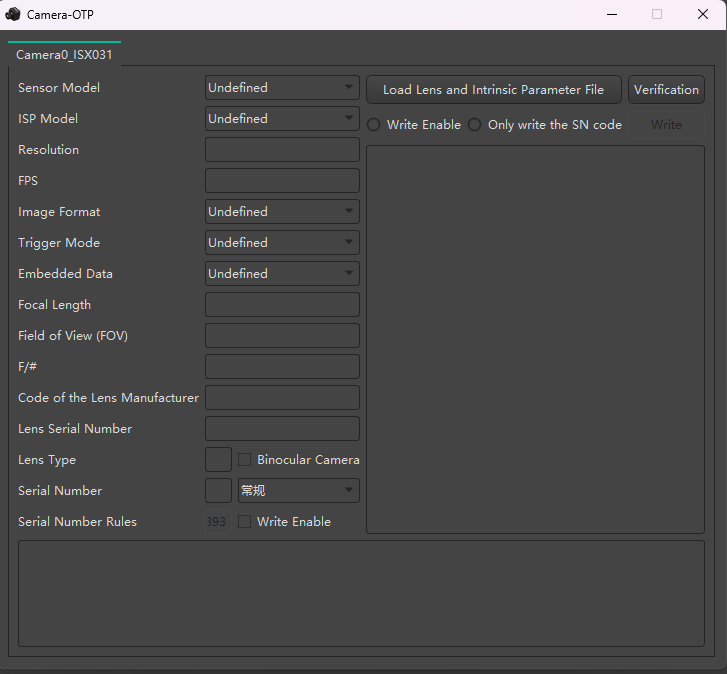 Camera-OTP
Camera0_ISX031
Sensor Model Undefined
ISP Model Undefined
Resolution
FPS
Image Format Undefined
Trigger Mode Undefined
Embedded Data Undefined
Focal Length
Field of View (FOV)
F/#
Code of the Lens Manufacturer
Lens Serial Number
Lens Type Binocular Camera
Serial Number 常规
Serial Number Rules 393 Write Enable
Load Lens and Intrinsic Parameter File Verification
Write Enable Only write the SN code Write